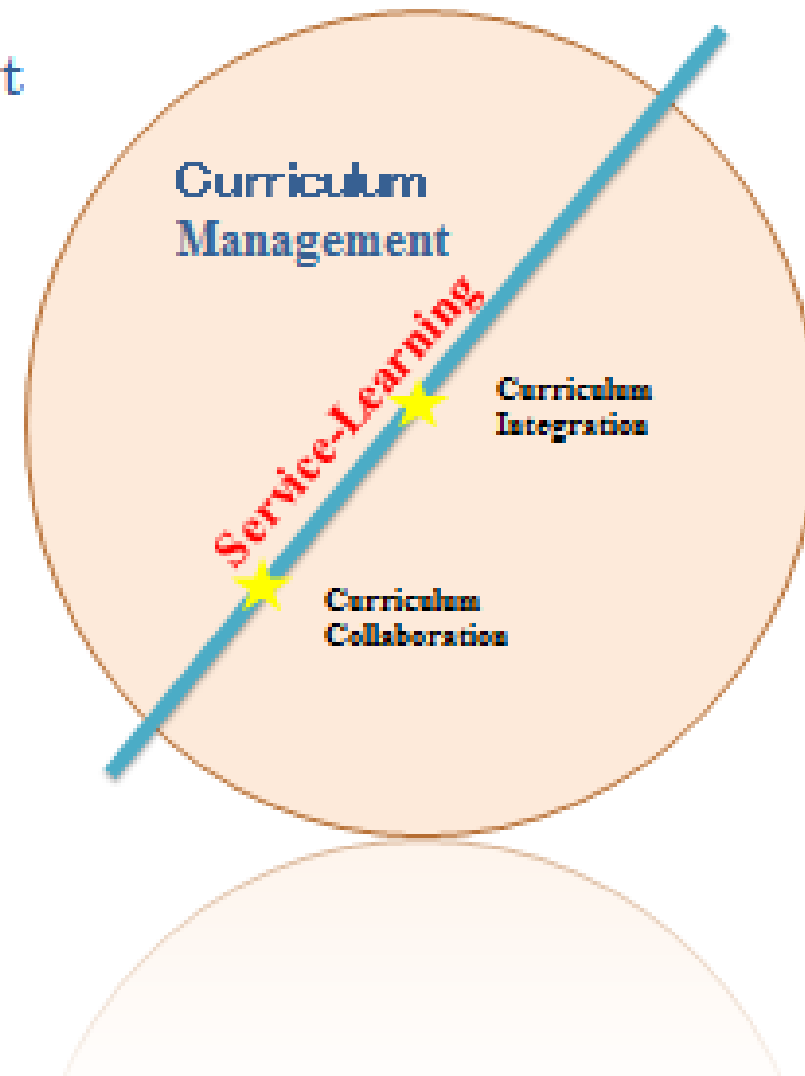 t
Curriculum
Management
Service-Learning
Curriculum
Integration
Curriculum
Collaboration